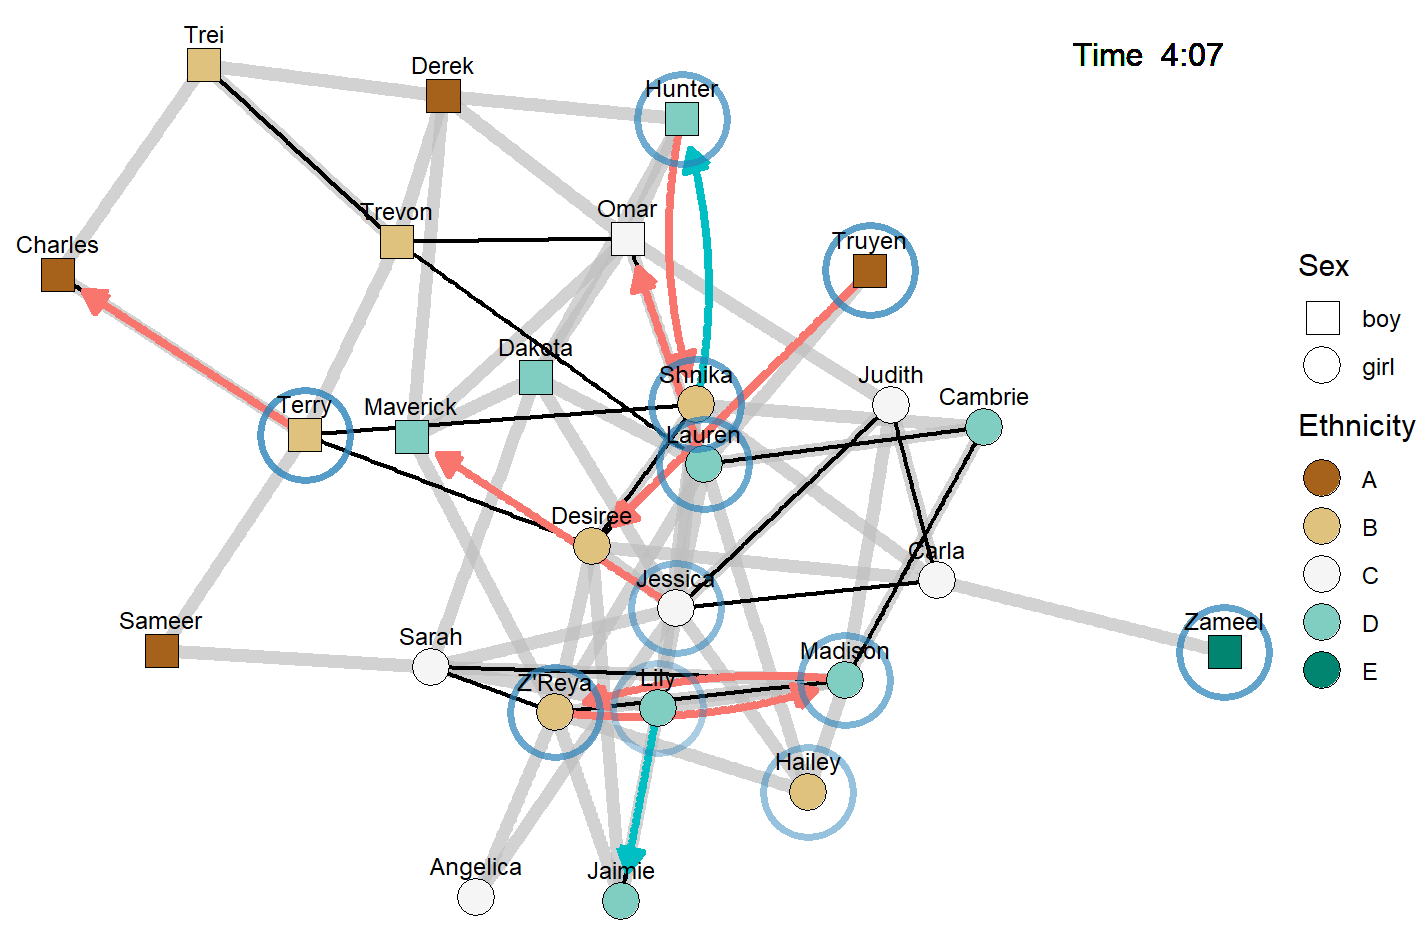 Trei
Derek
Time 4:07
Hunter
Trevon
Omar
Charles
Truyen
Sex
boy
Dakota
girl
Shnika
Judith
Cambrie
Terry
Maverick
Ethnicity
Lauren
A
Desiree
B
Carla
Jessica
C
Sameer
Zameel
D
Sarah
Madison
Z'Reya
Lily
E
Hailey
Angelica
Jaimie